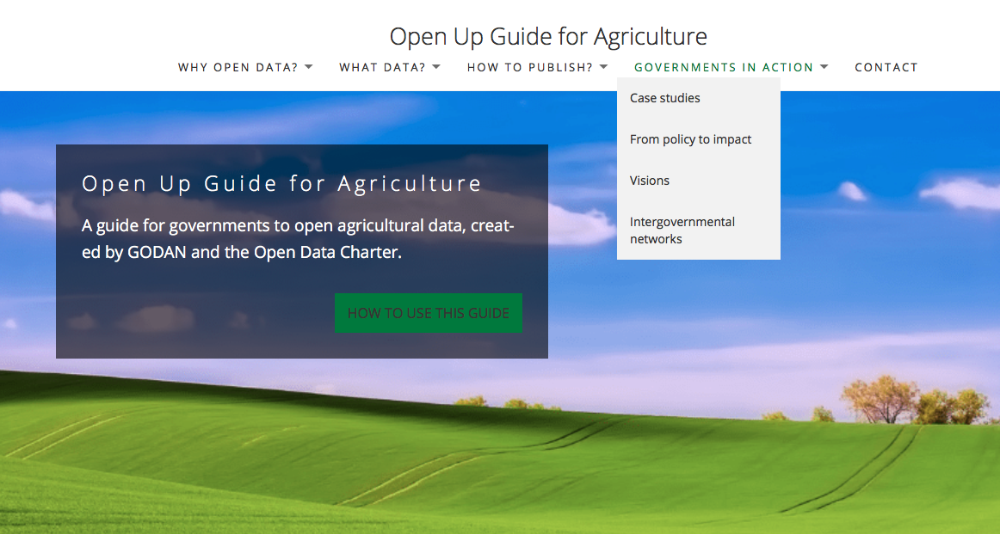 Open Up Guide for Agriculture
WHY OPEN DATA? WHAT DATA? HOW TO PUBLISH? GOVERNMENTS IN ACTION CONTACT
Case studies
From policy to impact
Visions
Intergovernmental
networks
Open Up Guide for Agriculture
A guide for governments to open agricultural data, creat-
ed by GODAN and the Open Data Charter.
HOW TO USE THIS GUIDE